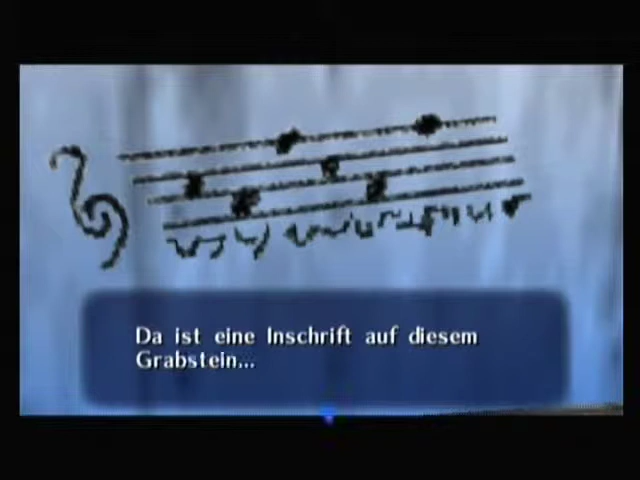 Da ist eine Inschrift auf diesem
Grabstein...